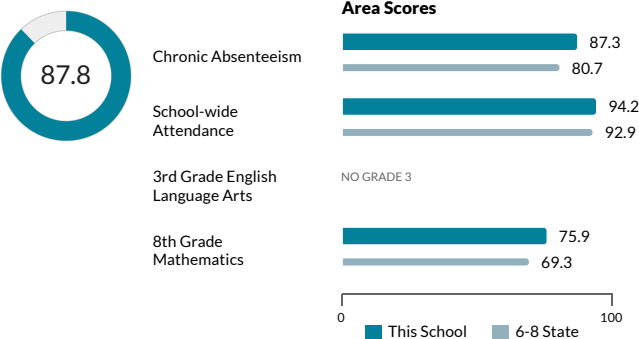 Area Scores
87.8
Chronic Absenteeism
87.3
80.7
School-wide
Attendance
94.2
92.9
3rd Grade English
Language Arts
NO GRADE 3
8th Grade
Mathematics
75.9
69.3
0
100
This School
6-8 State